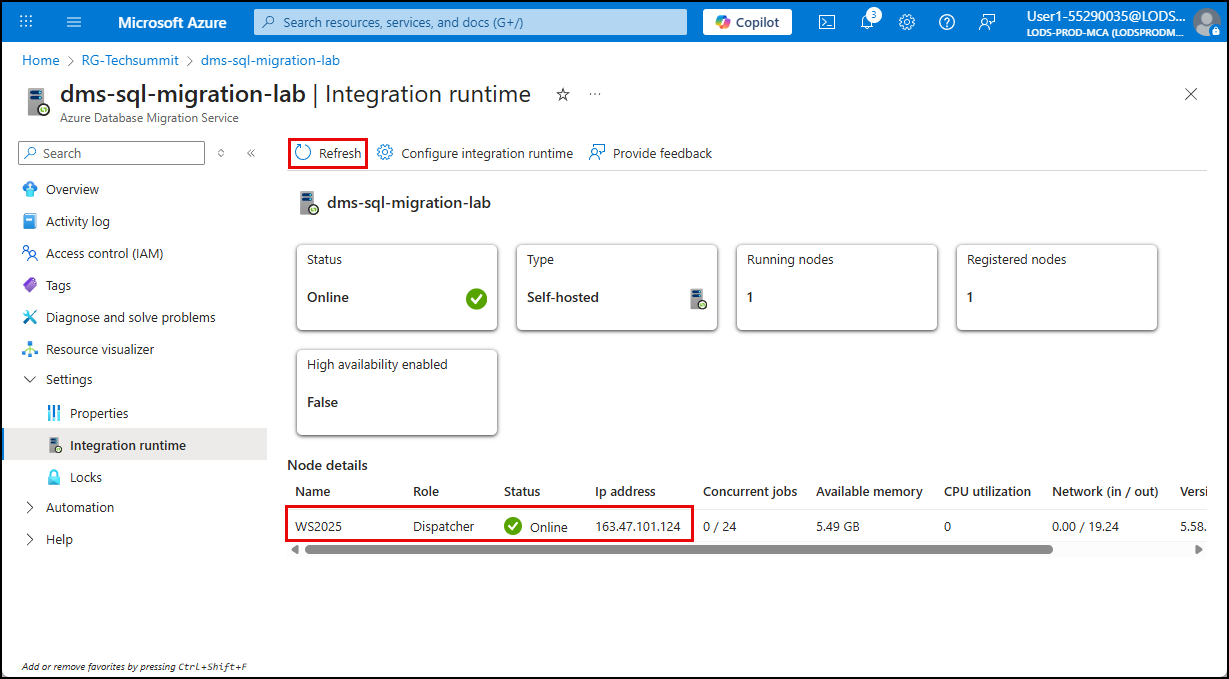 Microsoft Azure
Search resources, services, and docs (G+/)
Copilot
3
User1-55290035@LODS...
LODS-PROD-MCA (LODSPRODM...
Home > RG-Techsummit > dms-sql-migration-lab
dms-sql-migration-lab | Integration runtime
Azure Database Migration Service
Search
Refresh
Configure integration runtime
Provide feedback
Overview
Activity log
Access control (IAM)
Tags
Diagnose and solve problems
Resource visualizer
Settings
Properties
Integration runtime
Locks
Automation
Help
dms-sql-migration-lab
Status
Online
Type
Self-hosted
Running nodes
1
Registered nodes
1
High availability enabled
False
Node details
Name Role Status Ip address Concurrent jobs Available memory CPU utilization Network (in / out) Versi
WS2025 Dispatcher Online 163.47.101.124 0 / 24 5.49 GB 0 0.00 / 19.24 5.58.
Add or remove favorites by pressing Ctrl+Shift+F